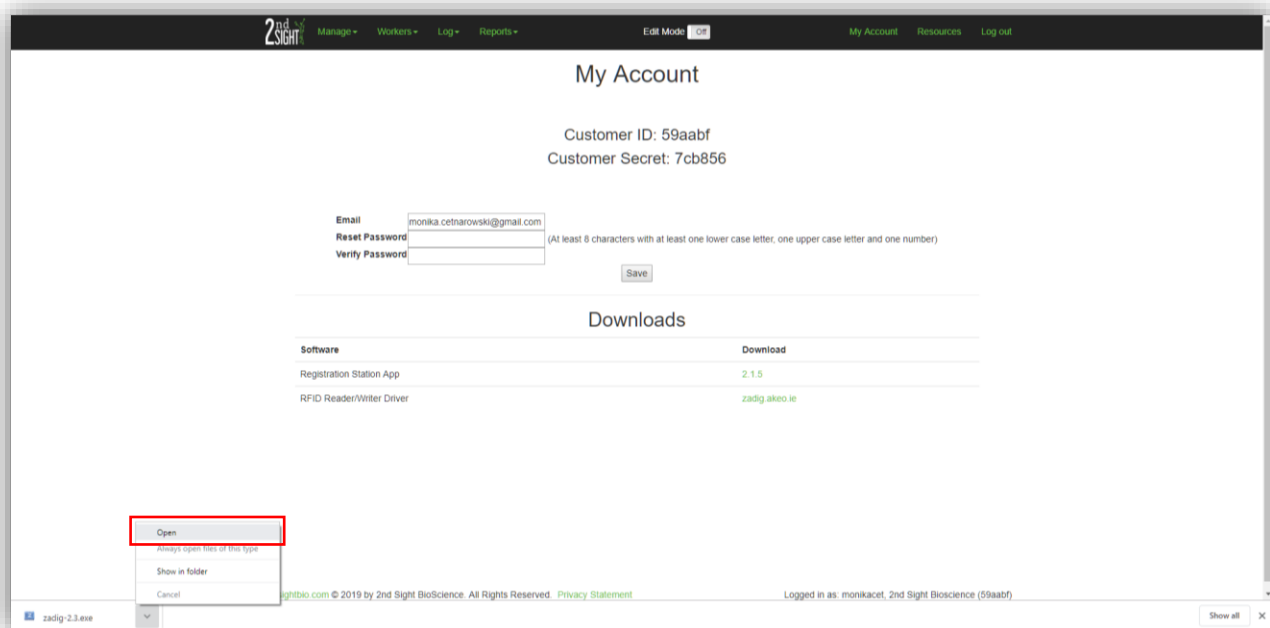 2nd SIGHT Manage Workers Log Reports Edit Mode Off My Account Resources Log out
My Account
Customer ID: 59aabf
Customer Secret: 7cb856
Email monika.cetnarowski@gmail.com
Reset Password (At least 8 characters with at least one lower case letter, one upper case letter and one number)
Verify Password
Save
Downloads
Software Download
Registration Station App 2.1.5
RFID Reader/Writer Driver zadig.akeo.ie
Open
Always open files of this type
Show in folder
Cancel
ightbio.com © 2019 by 2nd Sight BioScience. All Rights Reserved. Privacy Statement Logged in as: monikacet, 2nd Sight Bioscience (59aabf)
zadig-2.3.exe Show all